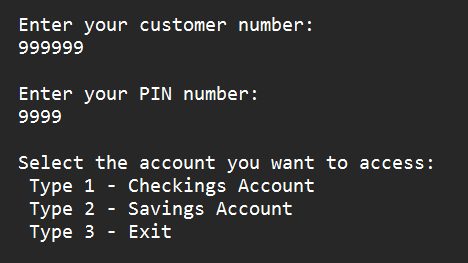 Enter your customer number:
999999
Enter your PIN number:
9999
Select the account you want to access:
Type 1 - Checkings Account
Type 2 - Savings Account
Type 3 - Exit